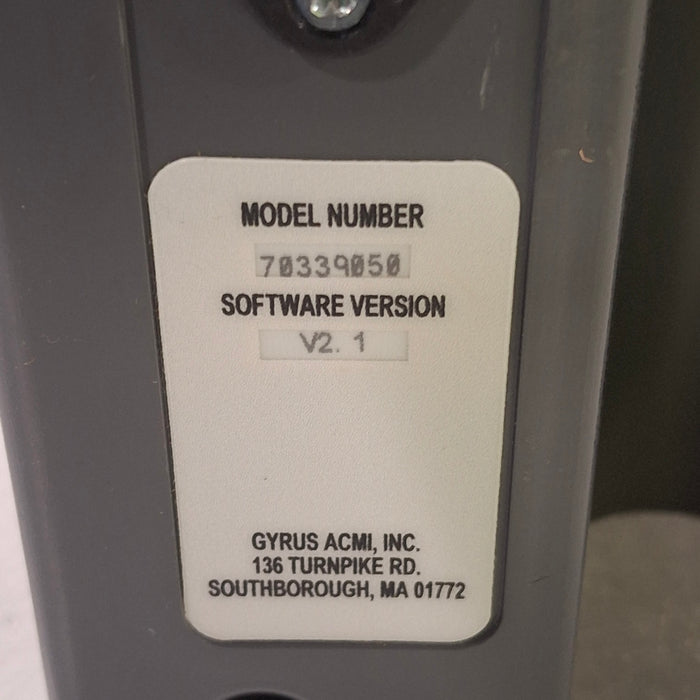 MODEL NUMBER
70339050
SOFTWARE VERSION
V2. 1
GYRUS ACMI, INC.
136 TURNPIKE RD.
SOUTHBOROUGH, MA 01772